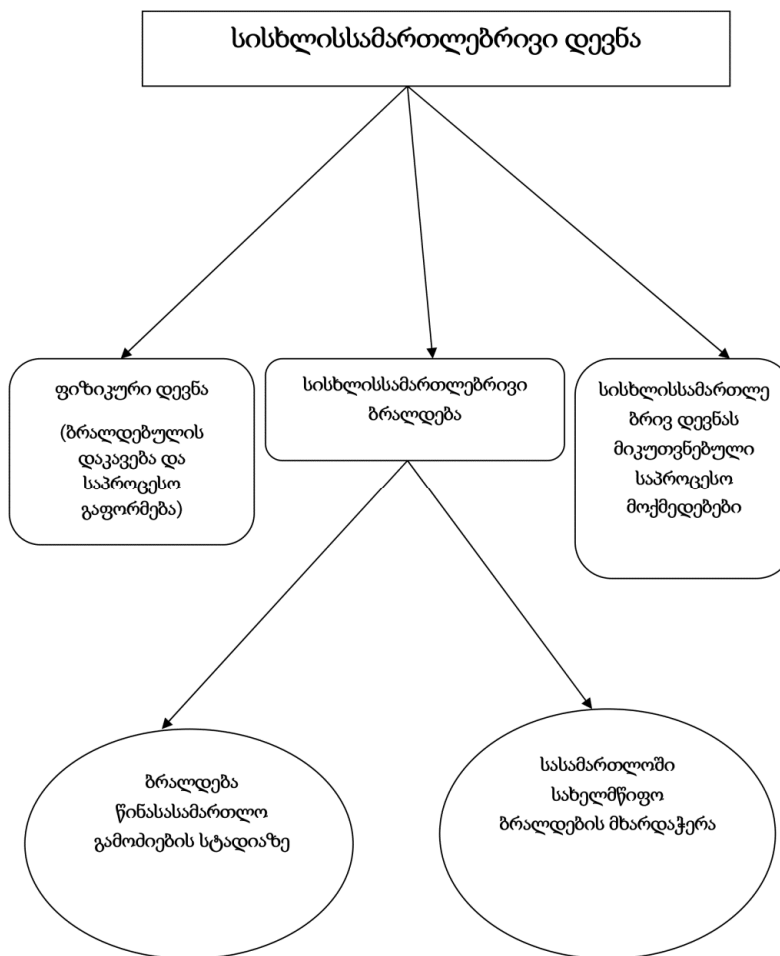 სისხლისსამართლებრივი დევნა
ფიზიკური დევნა
(ბრალდებულის
დაკავება და
საპროცესო
გაფორმება)
სისხლისსამართლებრივი
ბრალდება
სისხლისსამართლე
ბრივ დევნას
მიკუთვნებული
საპროცესო
მოქმედებები
ბრალდება
წინასასამართლო
გამოძიების სტადიაზე
სასამართლოში
სახელმწიფო
ბრალდების მხარდაჭერა